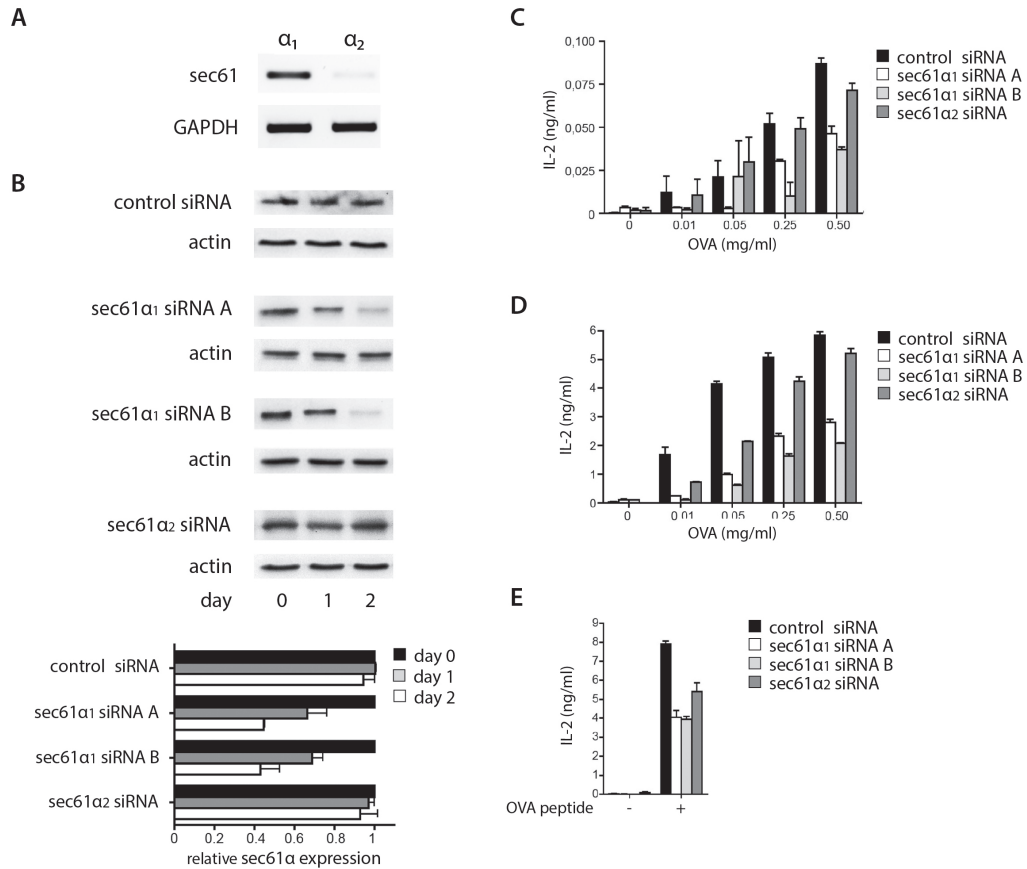 A
α1 α2
sec61
GAPDH
B
control siRNA
actin
sec61α1 siRNA A
actin
sec61α1 siRNA B
actin
sec61α2 siRNA
actin
day 0 1 2
control siRNA
sec61α1 siRNA A
sec61α1 siRNA B
sec61α2 siRNA
0 0.2 0.4 0.6 0.8 1
relative sec61α expression
day 0
day 1
day 2
C
IL-2 (ng/ml)
0,100
0,075
0,050
0,025
0
0 0.01 0.05 0.25 0.50
OVA (mg/ml)
control siRNA
sec61α1 siRNA A
sec61α1 siRNA B
sec61α2 siRNA
D
IL-2 (ng/ml)
6
5
4
3
2
1
0
0 0.01 0.05 0.25 0.50
OVA (mg/ml)
control siRNA
sec61α1 siRNA A
sec61α1 siRNA B
sec61α2 siRNA
E
IL-2 (ng/ml)
9
8
7
6
5
4
3
2
1
0
OVA peptide - +
control siRNA
sec61α1 siRNA A
sec61α1 siRNA B
sec61α2 siRNA